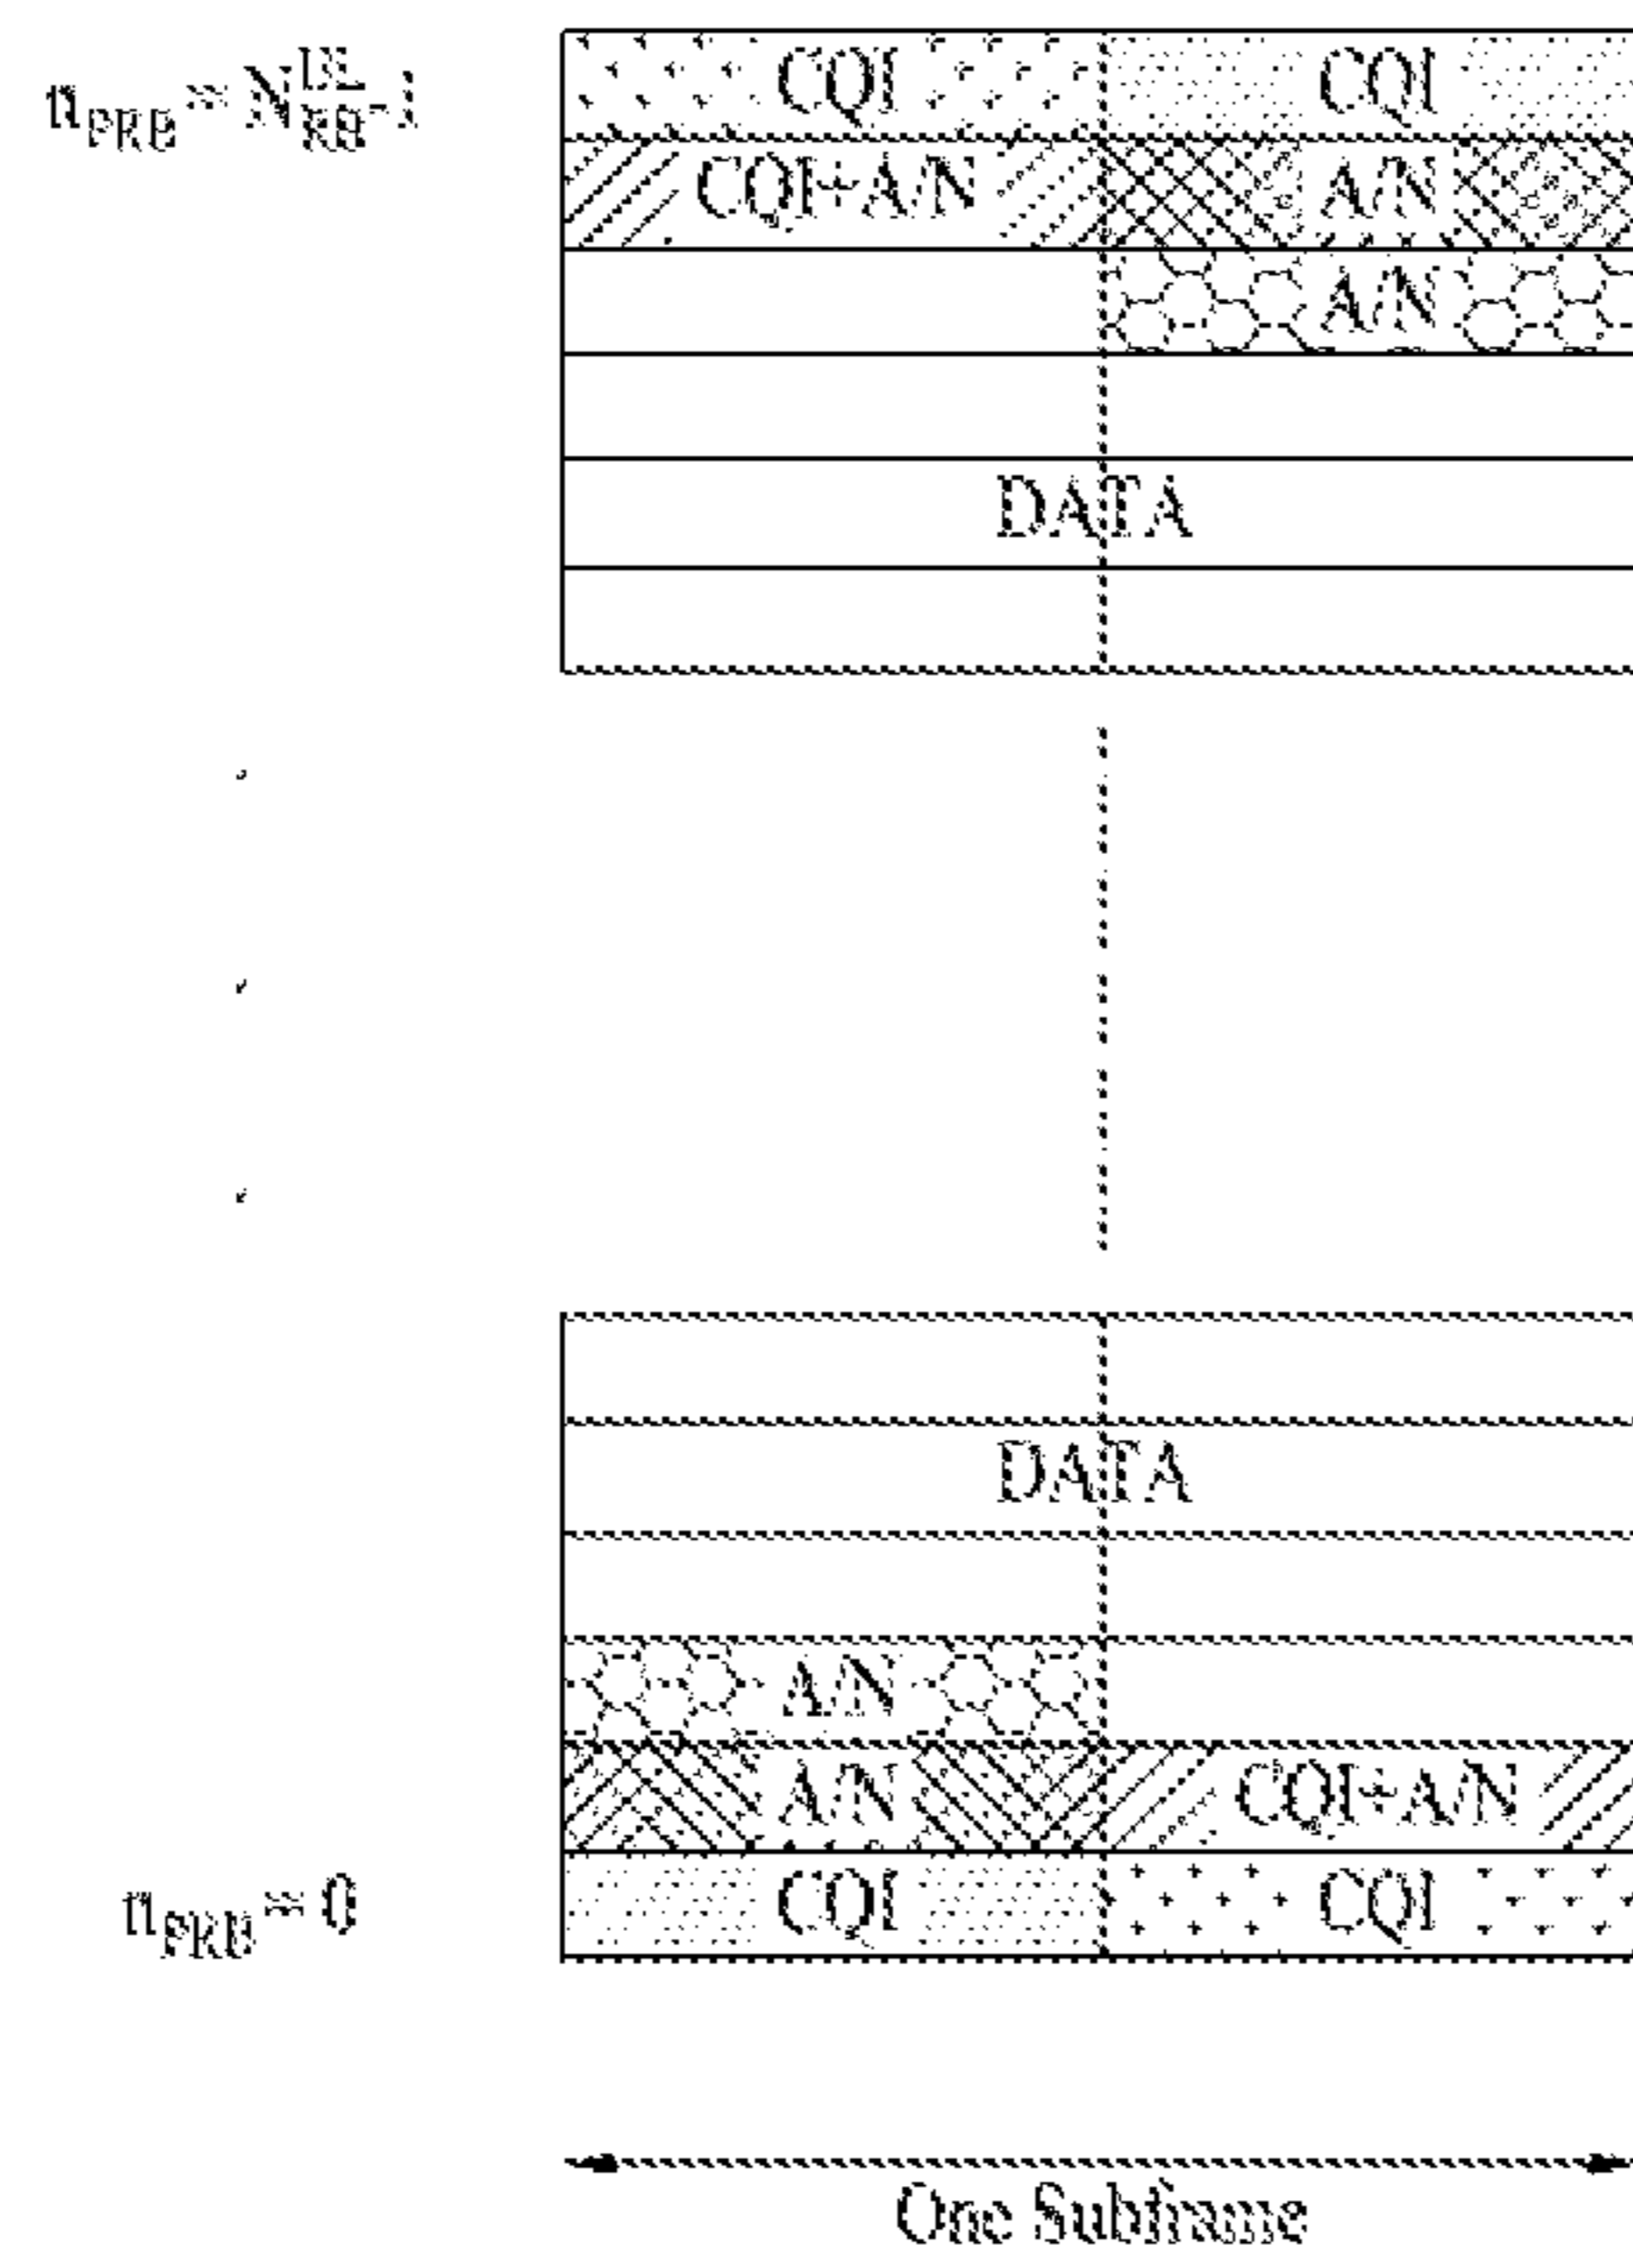 n_PRB = N_RB^UL-1
CQI CQI
CQI+A/N A/N
A/N
DATA
DATA
A/N
A/N CQI+A/N
n_PRB = 0
CQI CQI
One Subframe